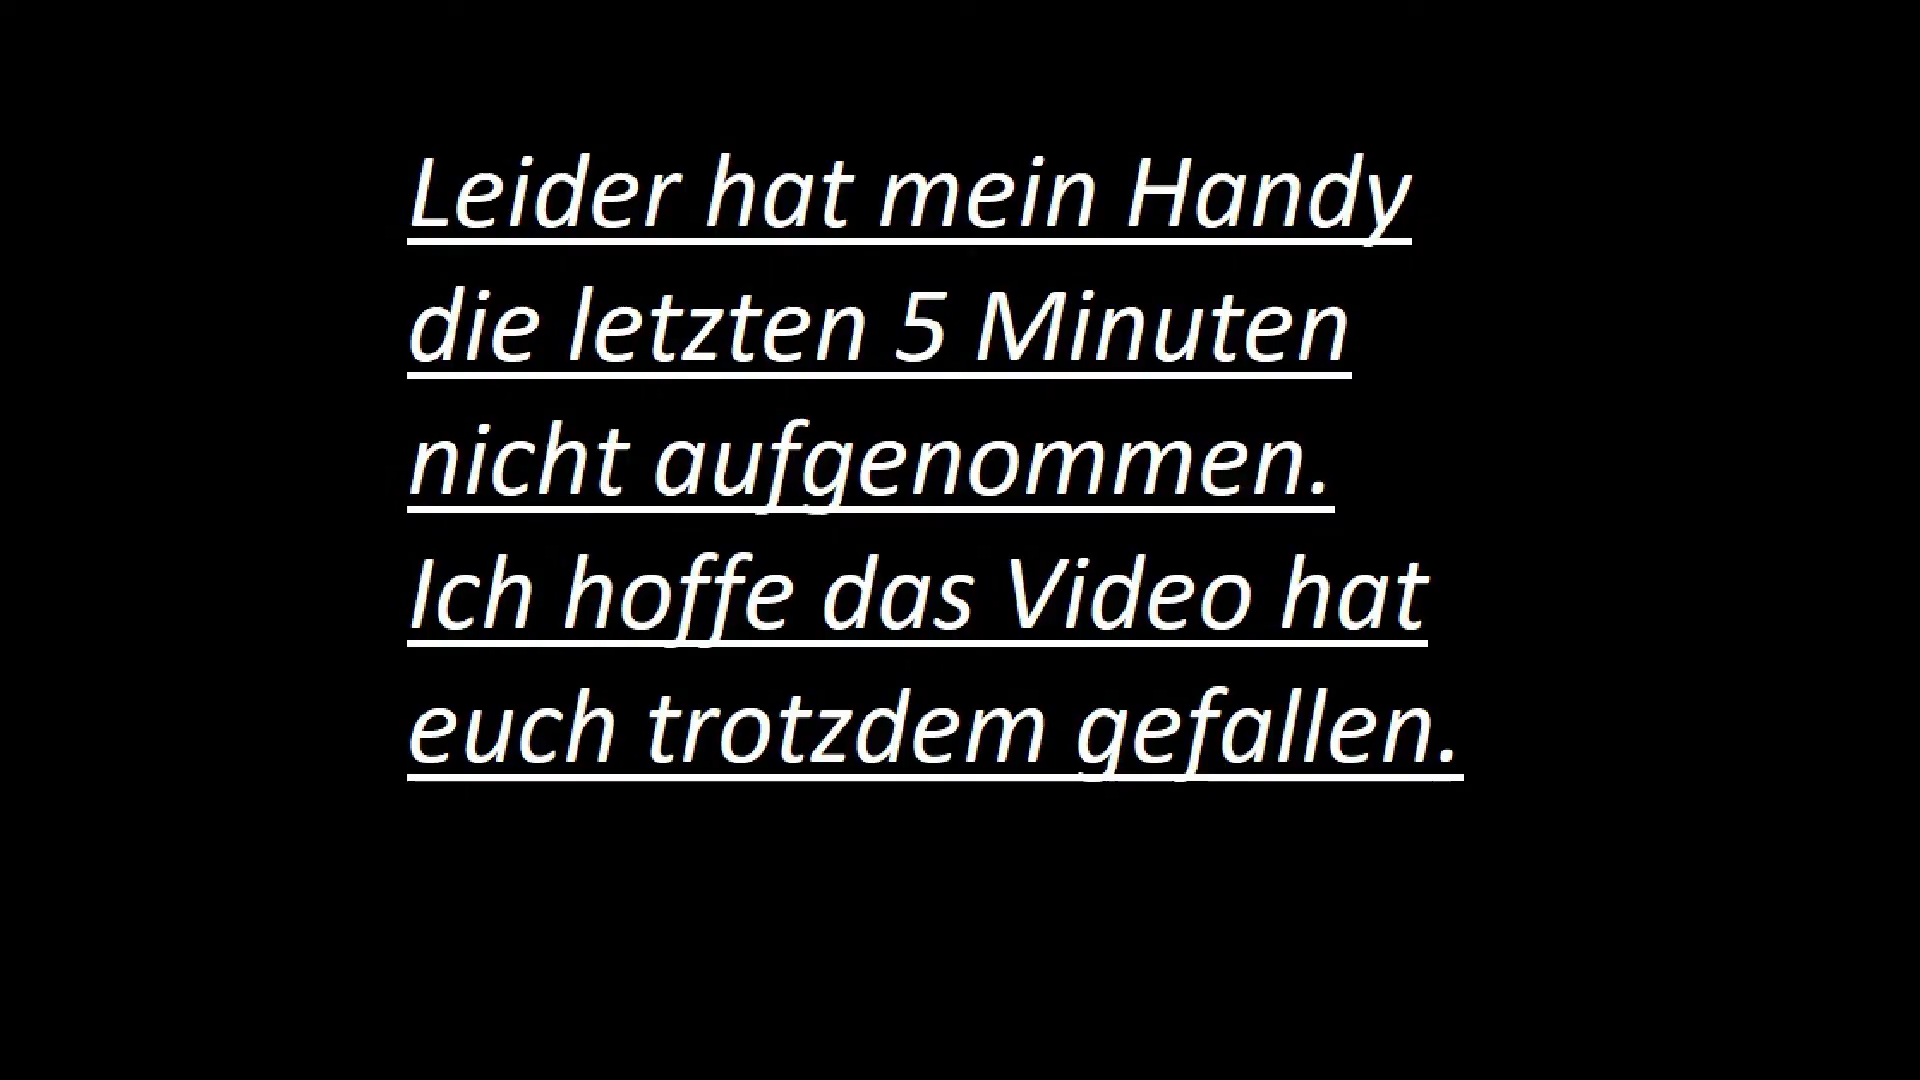 Leider hat mein Handy
die letzten 5 Minuten
nicht aufgenommen.
Ich hoffe das Video hat
euch trotzdem gefallen.